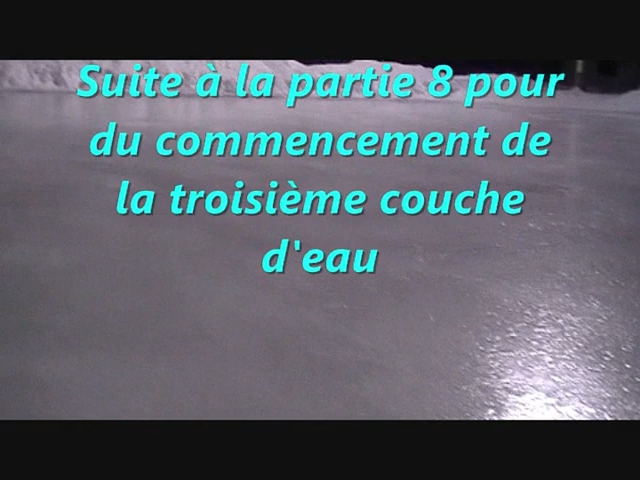 Suite à la partie 8 pour
du commencement de
la troisième couche
d'eau